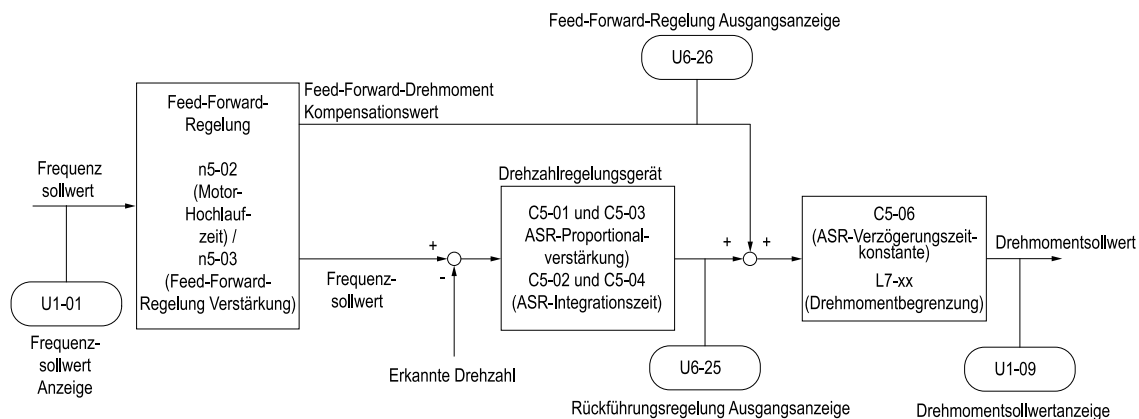 Feed-Forward-Regelung Ausgangsanzeige
U6-26
Feed-Forward-
Regelung
n5-02
(Motor-
Hochlauf-
zeit) /
n5-03
(Feed-Forward-
Regelung Verstärkung)
Feed-Forward-Drehmoment
Kompensationswert
Frequenz
sollwert
U1-01
Frequenz-
sollwert
Anzeige
Frequenz-
sollwert
+
-
Erkannte Drehzahl
Drehzahlregelungsgerät
C5-01 und C5-03
ASR-Proportional-
verstärkung)
C5-02 und C5-04
(ASR-Integrationszeit)
+
+
U6-25
Rückführungsregelung Ausgangsanzeige
C5-06
(ASR-Verzögerungszeit-
konstante)
L7-xx
(Drehmomentbegrenzung)
Drehmomentsollwert
U1-09
Drehmomentsollwertanzeige